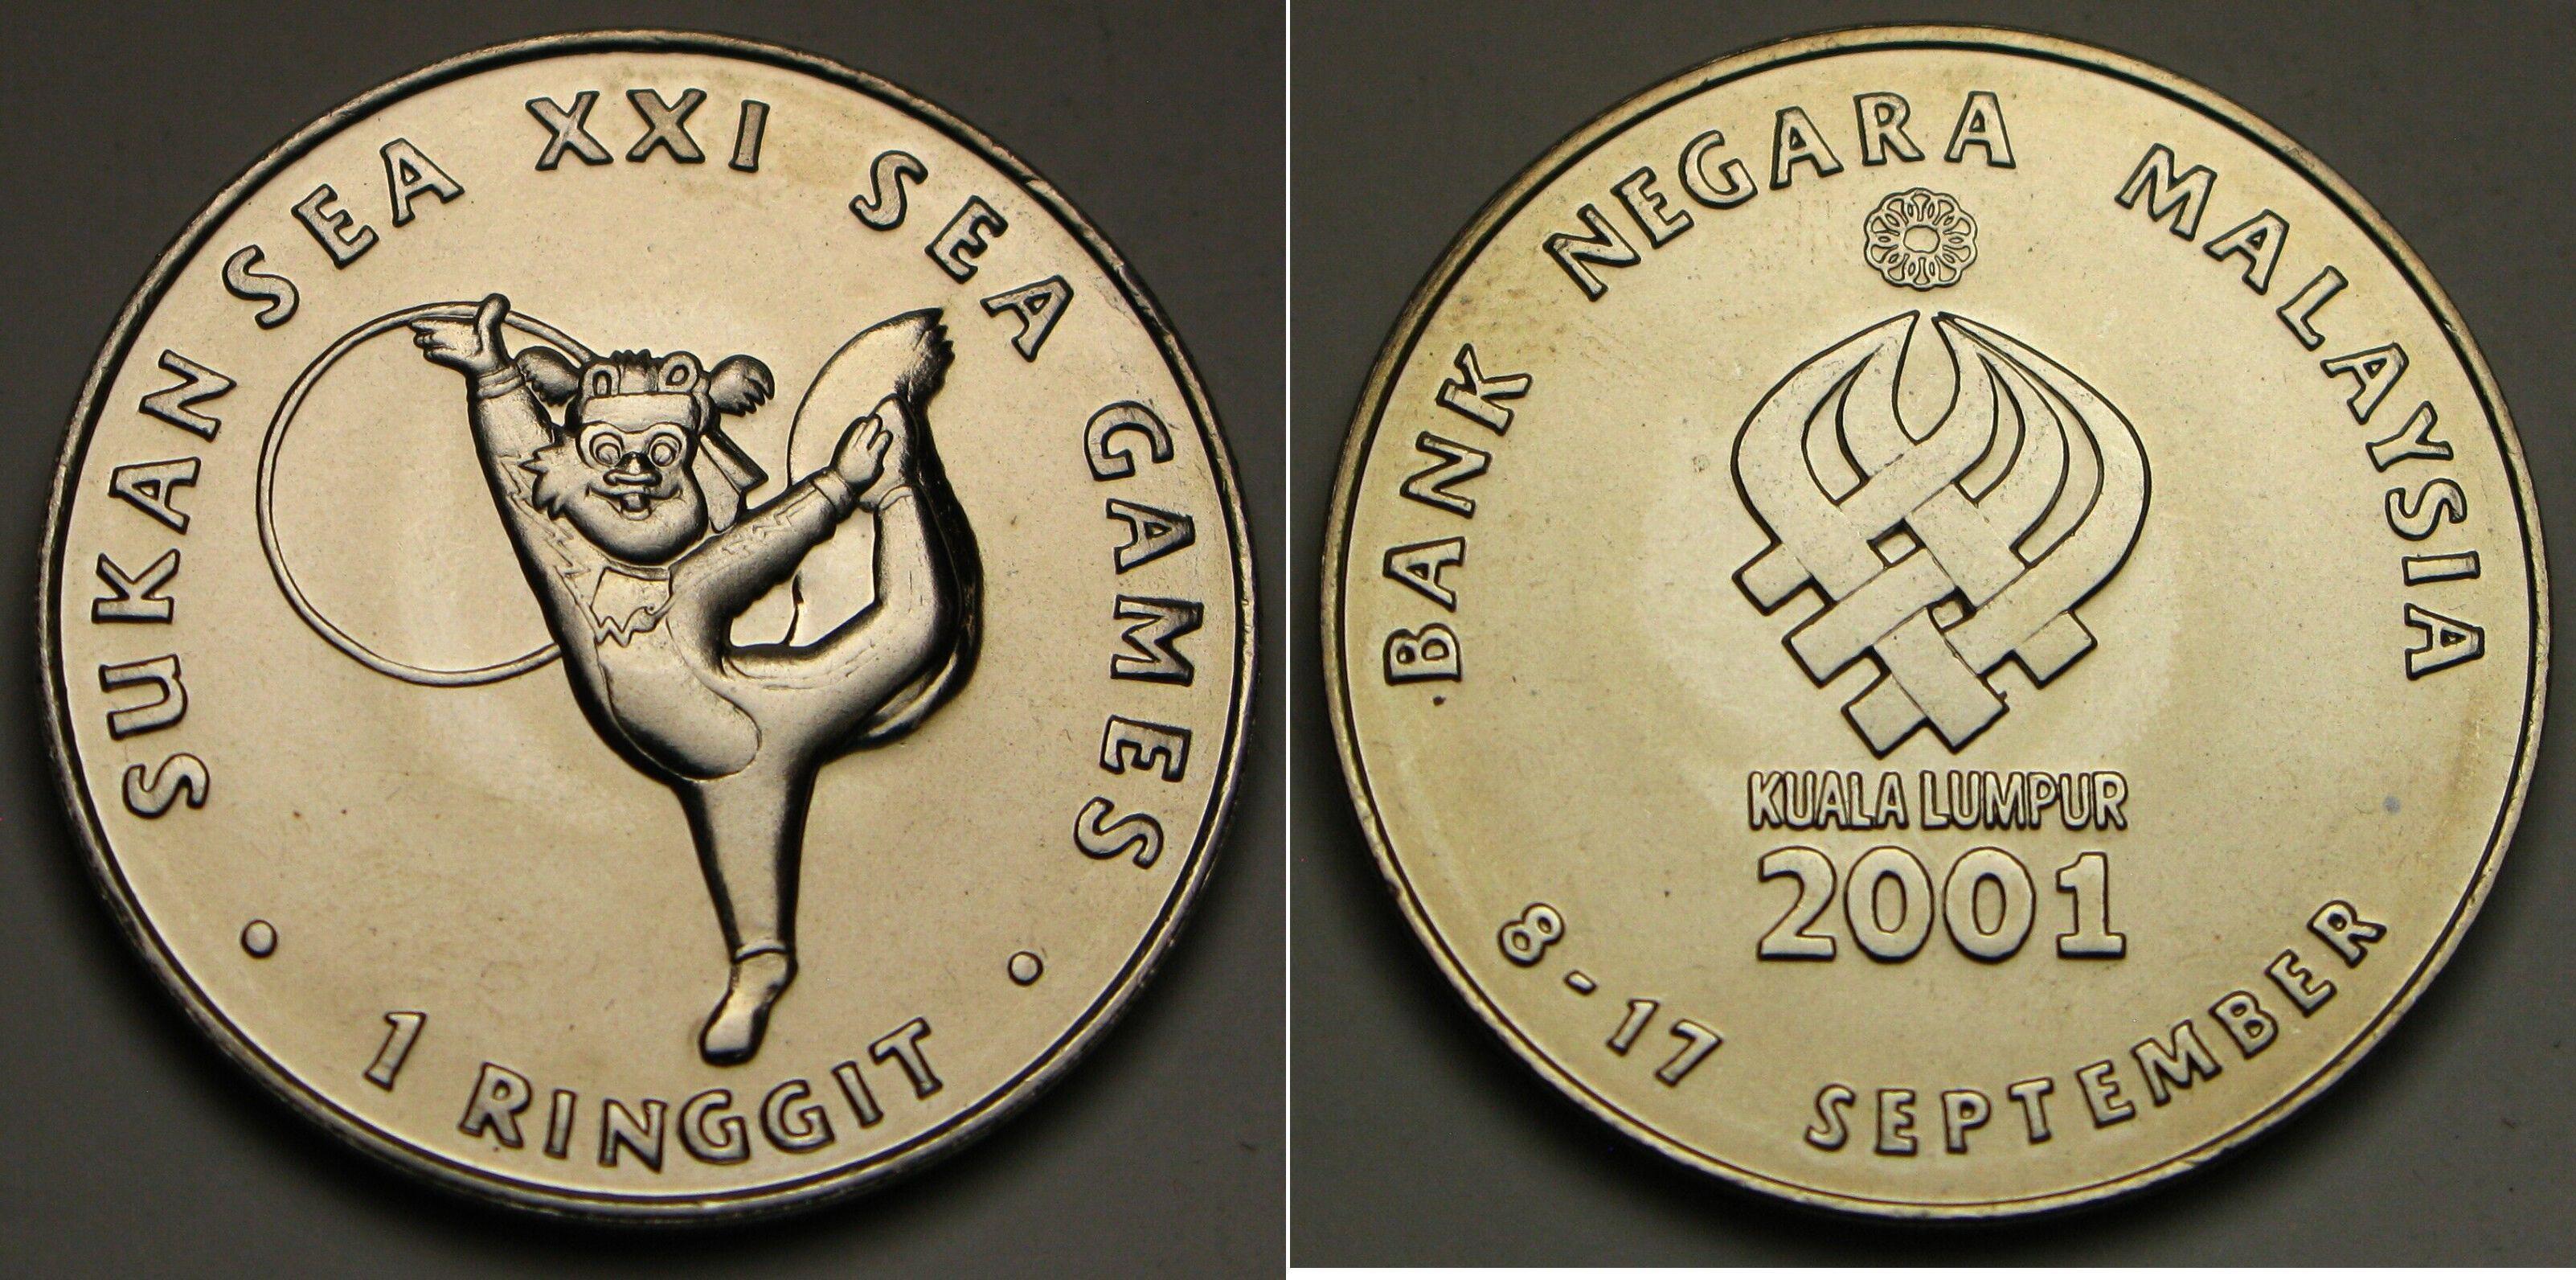 SUKAN SEA XXI SEA GAMES
1 RINGGIT
BANK NEGARA MALAYSIA
KUALA LUMPUR
2001
8-17 SEPTEMBER